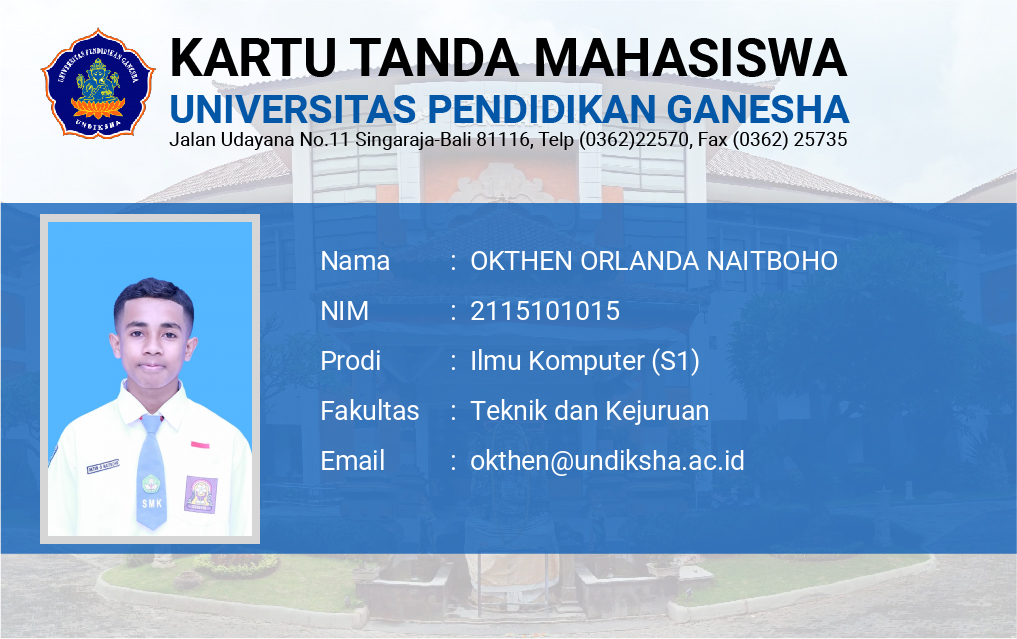 KARTU TANDA MAHASISWA
UNIVERSITAS PENDIDIKAN GANESHA
Jalan Udayana No.11 Singaraja-Bali 81116, Telp (0362)22570, Fax (0362) 25735
UNIVERSITAS PENDIDIKAN GANESHA
UNDIKSHA
Nama : OKTHEN ORLANDA NAITBOHO
NIM : 2115101015
Prodi : Ilmu Komputer (S1)
Fakultas : Teknik dan Kejuruan
Email : okthen@undiksha.ac.id
SMK